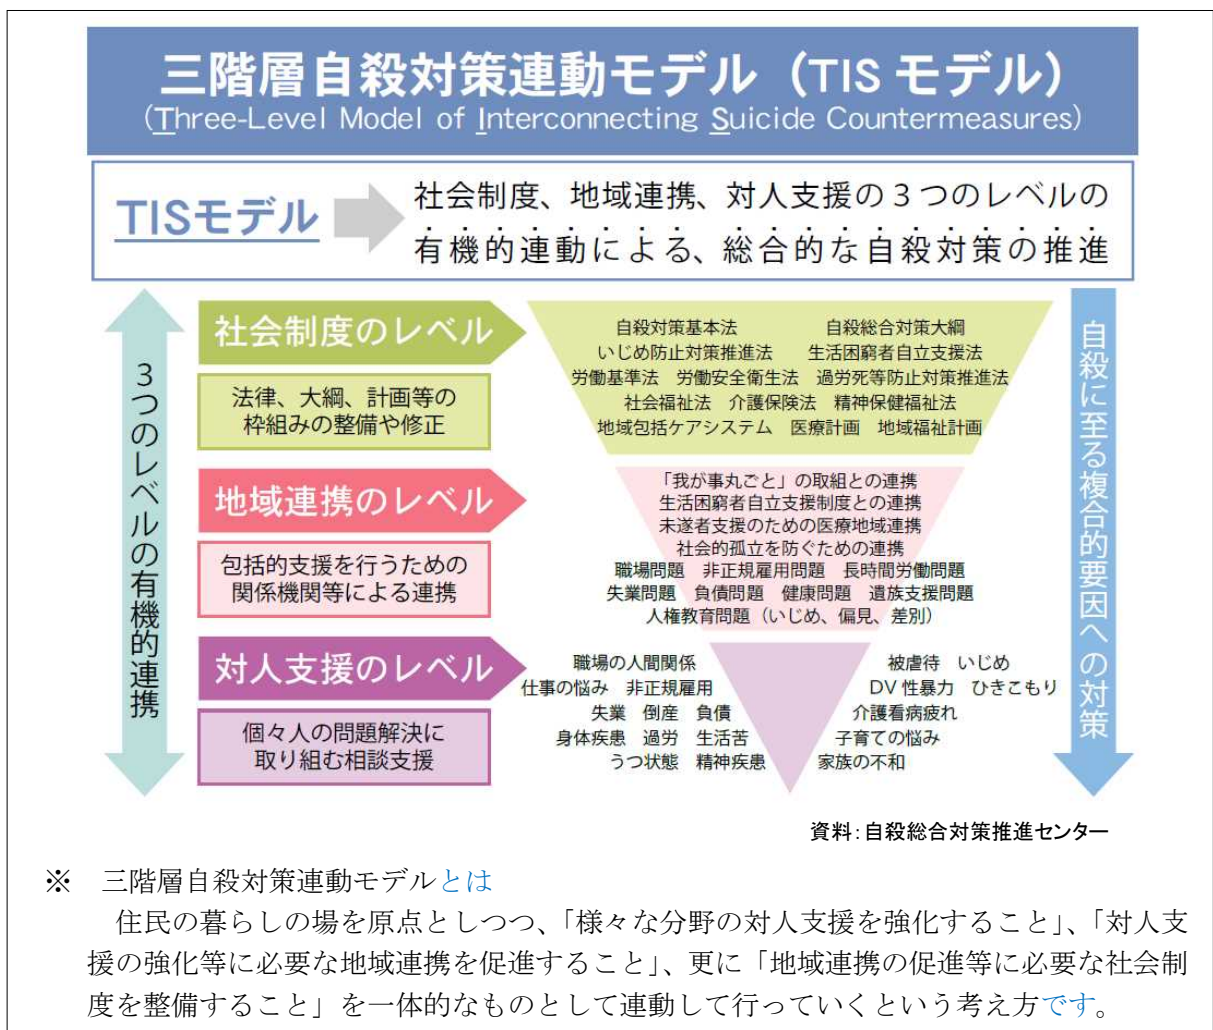 三階層自殺対策連動モデル（TIS モデル）
(Three-Level Model of Interconnecting Suicide Countermeasures)
TISモデル
社会制度、地域連携、対人支援の３つのレベルの
有機的連動による、総合的な自殺対策の推進
３つのレベルの有機的連携
社会制度のレベル
法律、大綱、計画等の
枠組みの整備や修正
自殺対策基本法　自殺総合対策大綱
いじめ防止対策推進法　生活困窮者自立支援法
労働基準法　労働安全衛生法　過労死等防止対策推進法
社会福祉法　介護保険法　精神保健福祉法
地域包括ケアシステム　医療計画　地域福祉計画
地域連携のレベル
包括的支援を行うための
関係機関等による連携
「我が事丸ごと」の取組との連携
生活困窮者自立支援制度との連携
未遂者支援のための医療地域連携
社会的孤立を防ぐための連携
職場問題　非正規雇用問題　長時間労働問題
失業問題　負債問題　健康問題　遺族支援問題
人権教育問題（いじめ、偏見、差別）
対人支援のレベル
個々人の問題解決に
取り組む相談支援
職場の人間関係　被虐待　いじめ
仕事の悩み　非正規雇用　DV 性暴力　ひきこもり
失業　倒産　負債　介護看病疲れ
身体疾患　過労　生活苦　子育ての悩み
うつ状態　精神疾患　家族の不和
自殺に至る複合的要因への対策
資料：自殺総合対策推進センター
※　三階層自殺対策連動モデルとは
住民の暮らしの場を原点としつつ、「様々な分野の対人支援を強化すること」、「対人支
援の強化等に必要な地域連携を促進すること」、更に「地域連携の促進等に必要な社会制
度を整備すること」を一体的なものとして連動して行っていくという考え方です。